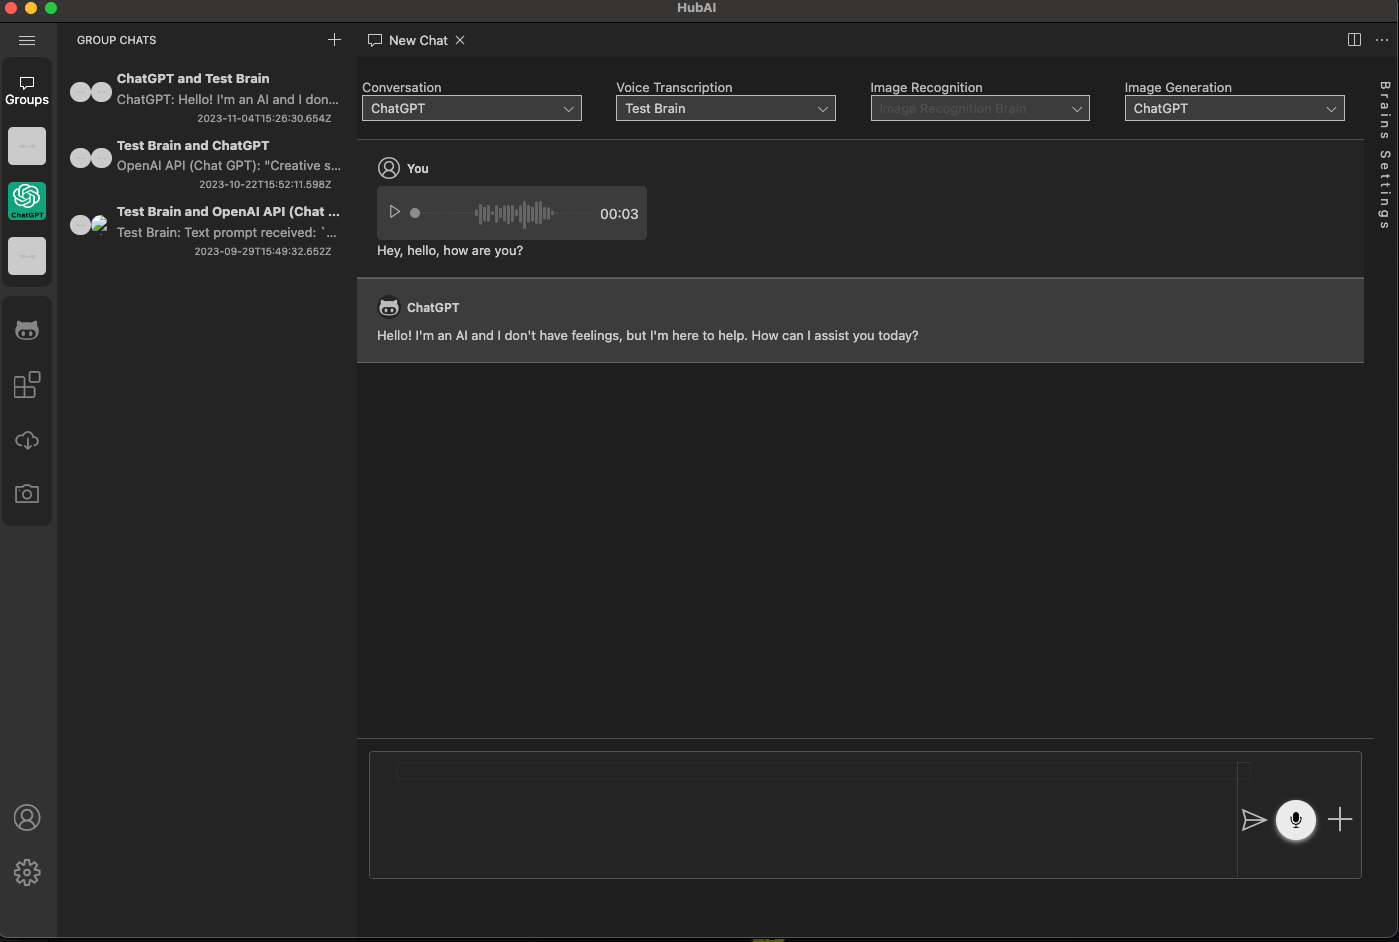 HubAI
GROUP CHATS
New Chat
Groups
ChatGPT
ChatGPT and Test Brain
ChatGPT: Hello! I'm an AI and I don...
2023-11-04T15:26:30.654Z
Test Brain and ChatGPT
OpenAI API (Chat GPT): "Creative s...
2023-10-22T15:52:11.598Z
Test Brain and OpenAI API (Chat ...
Test Brain: Text prompt received: `...
2023-09-29T15:49:32.652Z
Conversation
ChatGPT
Voice Transcription
Test Brain
Image Recognition
Image Recognition Brain
Image Generation
ChatGPT
Brains Settings
You
00:03
Hey, hello, how are you?
ChatGPT
Hello! I'm an AI and I don't have feelings, but I'm here to help. How can I assist you today?